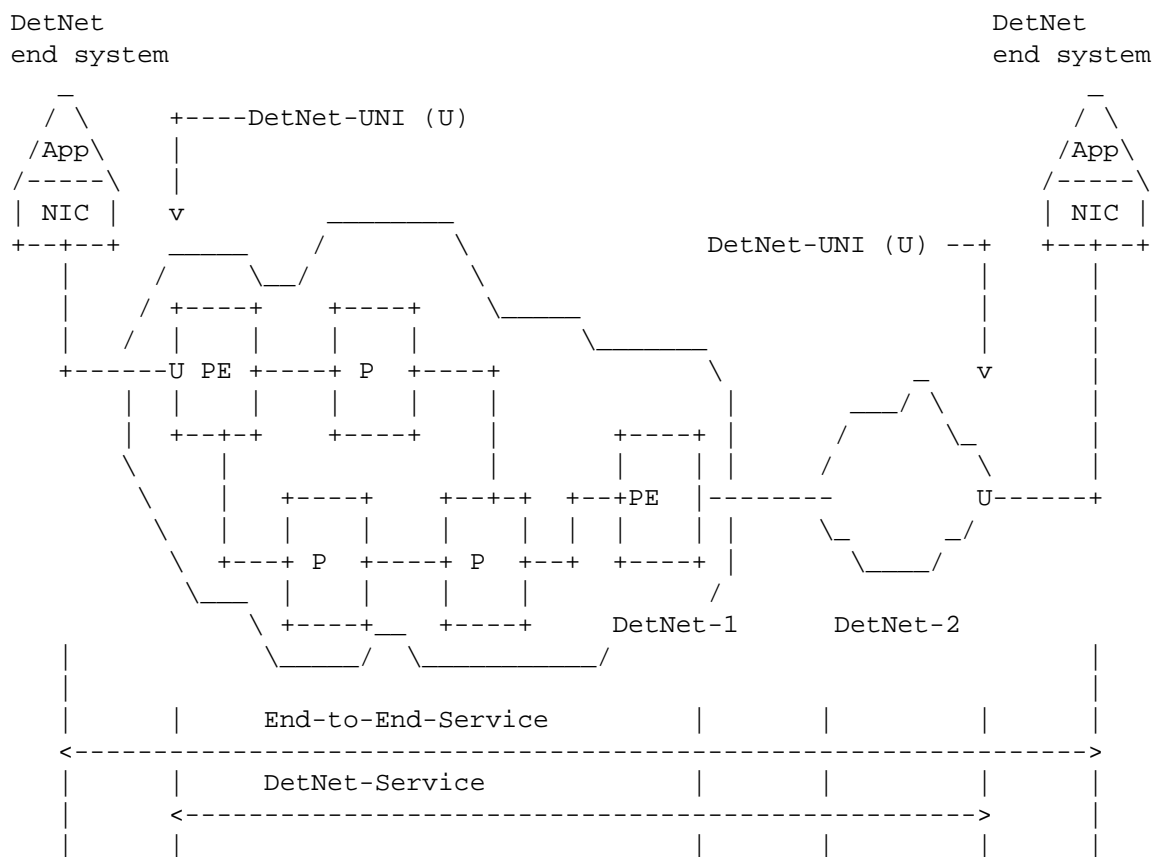 DetNet DetNet
end system end system
DetNet-UNI (U)
App App
NIC v NIC
DetNet-UNI (U)
U PE P v
PE U
P P
DetNet-1 DetNet-2
End-to-End-Service
DetNet-Service